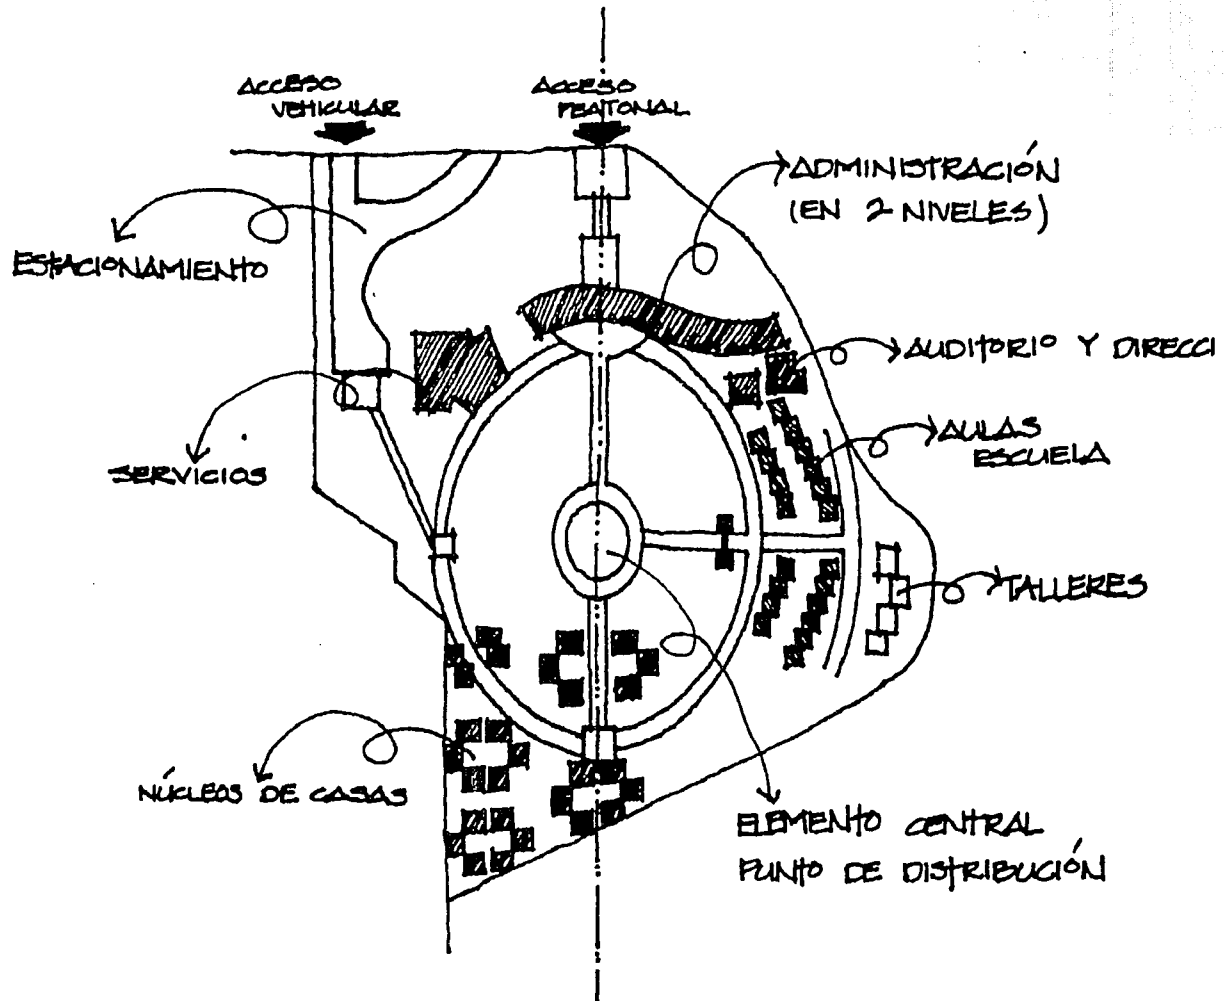 ACCESO
VEHICULAR
ACCESO
PEATONAL
ADMINISTRACIÓN
(EN 2 NIVELES)
ESTACIONAMIENTO
AUDITORIO Y DIRECCI
AULAS
ESCUELA
SERVICIOS
TALLERES
NÚCLEOS DE CASAS
ELEMENTO CENTRAL
PUNTO DE DISTRIBUCIÓN